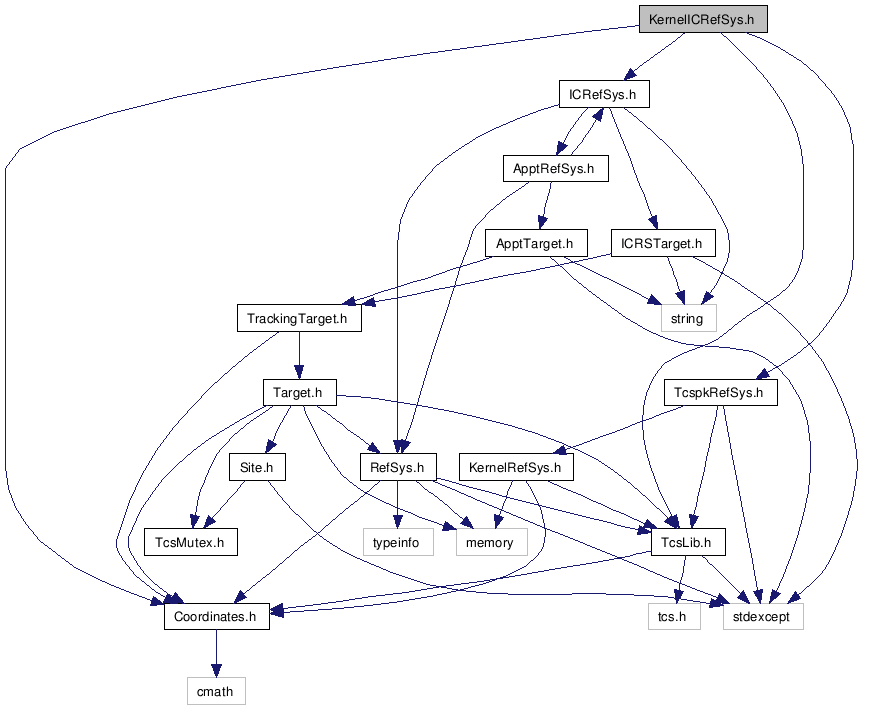 KernelICRefSys.h
ICRefSys.h
ApptRefSys.h
ApptTarget.h
ICRSTarget.h
TrackingTarget.h
string
Target.h
TcspkRefSys.h
Site.h
RefSys.h
KernelRefSys.h
TcsMutex.h
typeinfo
memory
TcsLib.h
Coordinates.h
tcs.h
stdexcept
cmath